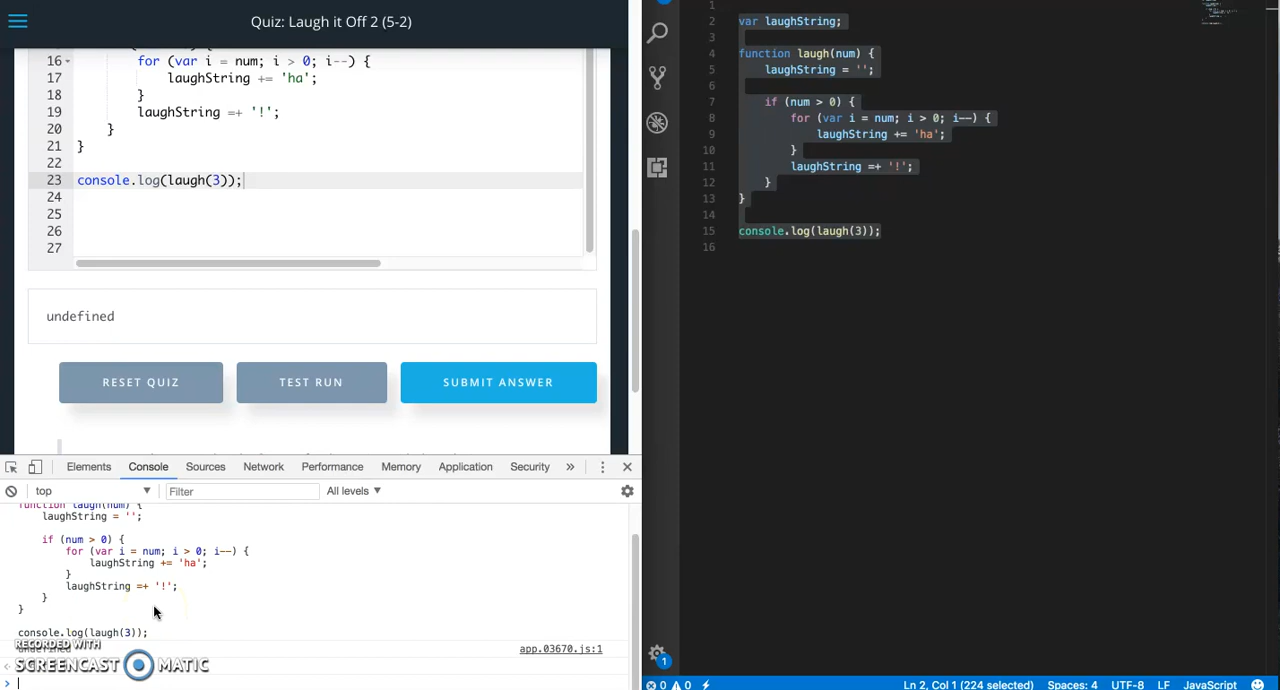 Quiz: Laugh it Off 2 (5-2)
16 for (var i = num; i > 0; i--) {
17 laughString += 'ha';
18 }
19 laughString =+ '!';
20 }
21 }
22
23 console.log(laugh(3));
24
25
26
27
undefined
RESET QUIZ
TEST RUN
SUBMIT ANSWER
Elements Console Sources Network Performance Memory Application Security »
top Filter All levels
function laugh(num) {
laughString = '';
if (num > 0) {
for (var i = num; i > 0; i--) {
laughString += 'ha';
}
laughString =+ '!';
}
}
console.log(laugh(3));
undefined app.03670.js:1
RECORDED WITH
SCREENCAST MATIC
1
2 var laughString;
3
4 function laugh(num) {
5 laughString = '';
6
7 if (num > 0) {
8 for (var i = num; i > 0; i--) {
9 laughString += 'ha';
10 }
11 laughString =+ '!';
12 }
13 }
14
15 console.log(laugh(3));
16
1
0 0 Ln 2, Col 1 (224 selected) Spaces: 4 UTF-8 LF JavaScript